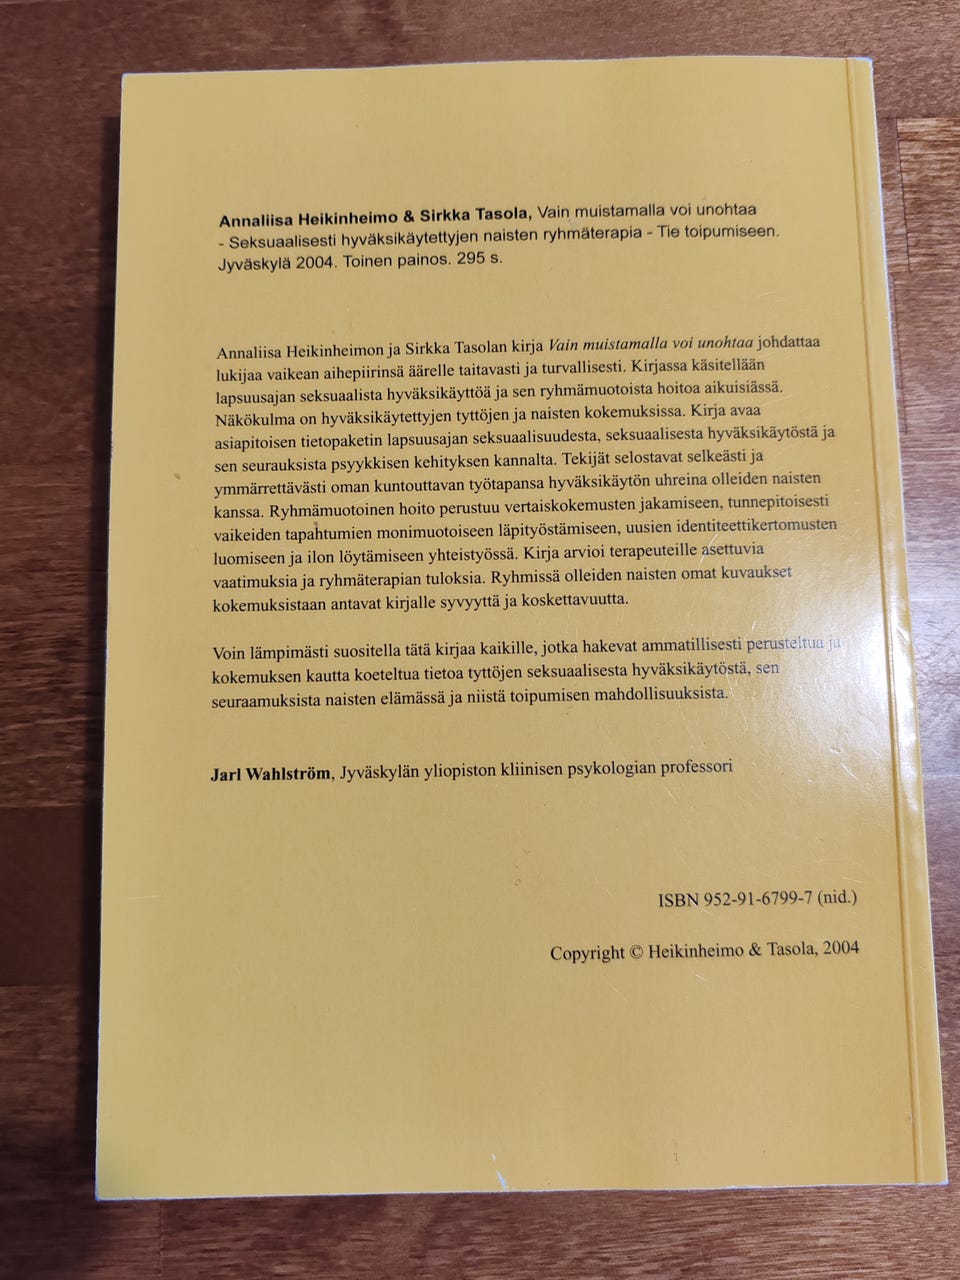 Annaliisa Heikinheimo & Sirkka Tasola, Vain muistamalla voi unohtaa
- Seksuaalisesti hyväksikäytettyjen naisten ryhmäterapia - Tie toipumiseen.
Jyväskylä 2004. Toinen painos. 295 s.
Annaliisa Heikinheimon ja Sirkka Tasolan kirja Vain muistamalla voi unohtaa johdattaa
lukijaa vaikean aihepiirinsä äärelle taitavasti ja turvallisesti. Kirjassa käsitellään
lapsuusajan seksuaalista hyväksikäyttöä ja sen ryhmämuotoista hoitoa aikuisiässä.
Näkökulma on hyväksikäytettyjen tyttöjen ja naisten kokemuksissa. Kirja avaa
asiapitoisen tietopaketin lapsuusajan seksuaalisuudesta, seksuaalisesta hyväksikäytöstä ja
sen seurauksista psyykkisen kehityksen kannalta. Tekijät selostavat selkeästi ja
ymmärrettävästi oman kuntouttavan työtapansa hyväksikäytön uhreina olleiden naisten
kanssa. Ryhmämuotoinen hoito perustuu vertaiskokemusten jakamiseen, tunnepitoisesti
vaikeiden tapahtumien monimuotoiseen läpityöstämiseen, uusien identiteettikertomusten
luomiseen ja ilon löytämiseen yhteistyössä. Kirja arvioi terapeuteille asettuvia
vaatimuksia ja ryhmäterapian tuloksia. Ryhmissä olleiden naisten omat kuvaukset
kokemuksistaan antavat kirjalle syvyyttä ja koskettavuutta.
Voin lämpimästi suositella tätä kirjaa kaikille, jotka hakevat ammatillisesti perusteltua ja
kokemuksen kautta koeteltua tietoa tyttöjen seksuaalisesta hyväksikäytöstä, sen
seuraamuksista naisten elämässä ja niistä toipumisen mahdollisuuksista.
Jarl Wahlström, Jyväskylän yliopiston kliinisen psykologian professori
ISBN 952-91-6799-7 (nid.)
Copyright © Heikinheimo & Tasola, 2004